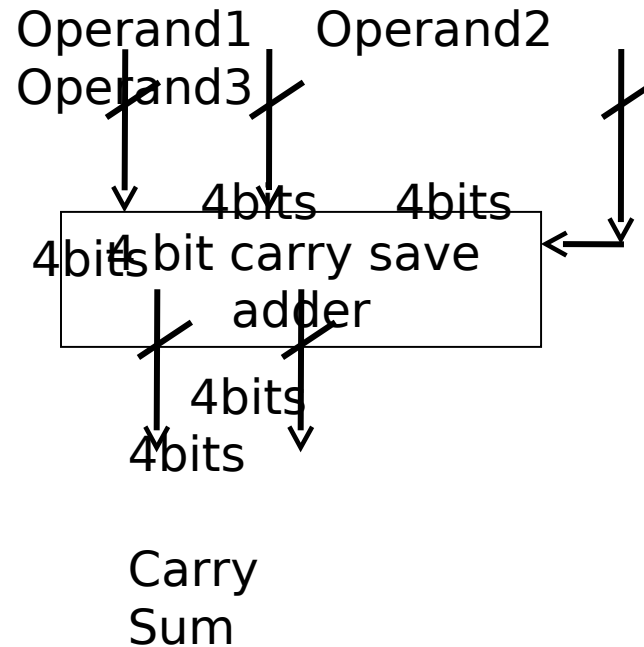 Operand1    Operand2
Operand3
4bits    4bits
4bits
4 bit carry save
adder
4bits
4bits
Carry
Sum